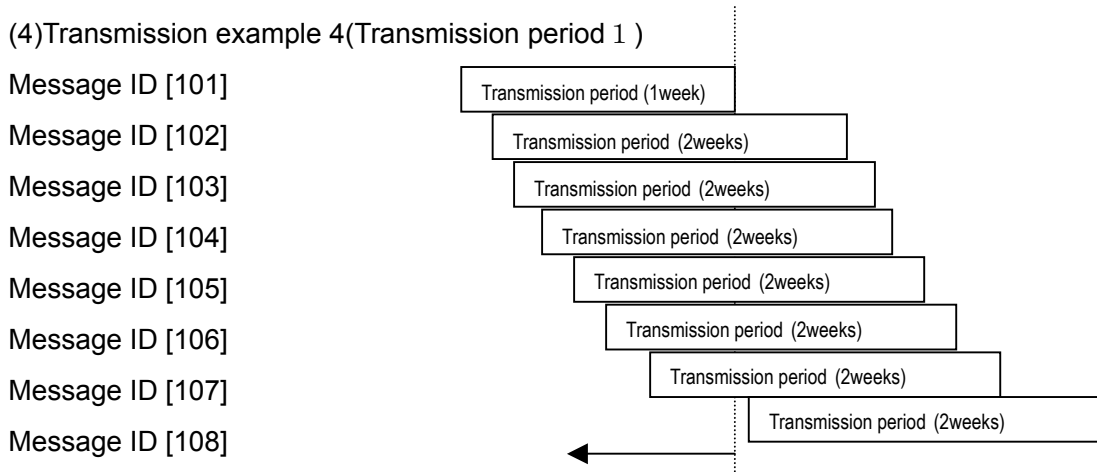 (4)Transmission example 4(Transmission period 1 )
Message ID [101]
Transmission period (1week)
Message ID [102]
Transmission period (2weeks)
Message ID [103]
Transmission period (2weeks)
Message ID [104]
Transmission period (2weeks)
Message ID [105]
Transmission period (2weeks)
Message ID [106]
Transmission period (2weeks)
Message ID [107]
Transmission period (2weeks)
Message ID [108]
Transmission period (2weeks)